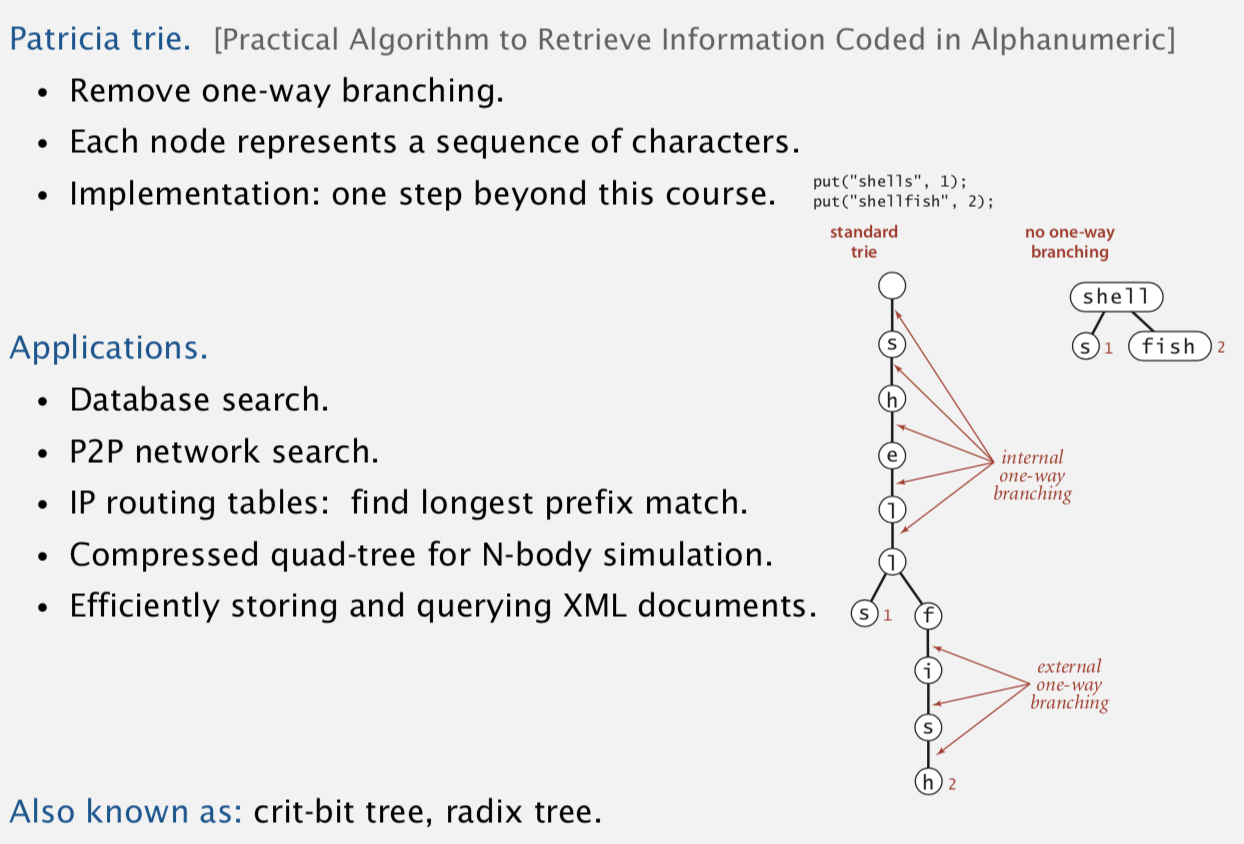 Patricia trie. [Practical Algorithm to Retrieve Information Coded in Alphanumeric]
• Remove one-way branching.
• Each node represents a sequence of characters.
• Implementation: one step beyond this course.
put("shells", 1);
put("shellfish", 2);
standard
trie
no one-way
branching
shell
s 1 fish 2
s
h
e
l
l
s 1 f
i
s
h 2
internal
one-way
branching
external
one-way
branching
Applications.
• Database search.
• P2P network search.
• IP routing tables: find longest prefix match.
• Compressed quad-tree for N-body simulation.
• Efficiently storing and querying XML documents.
Also known as: crit-bit tree, radix tree.